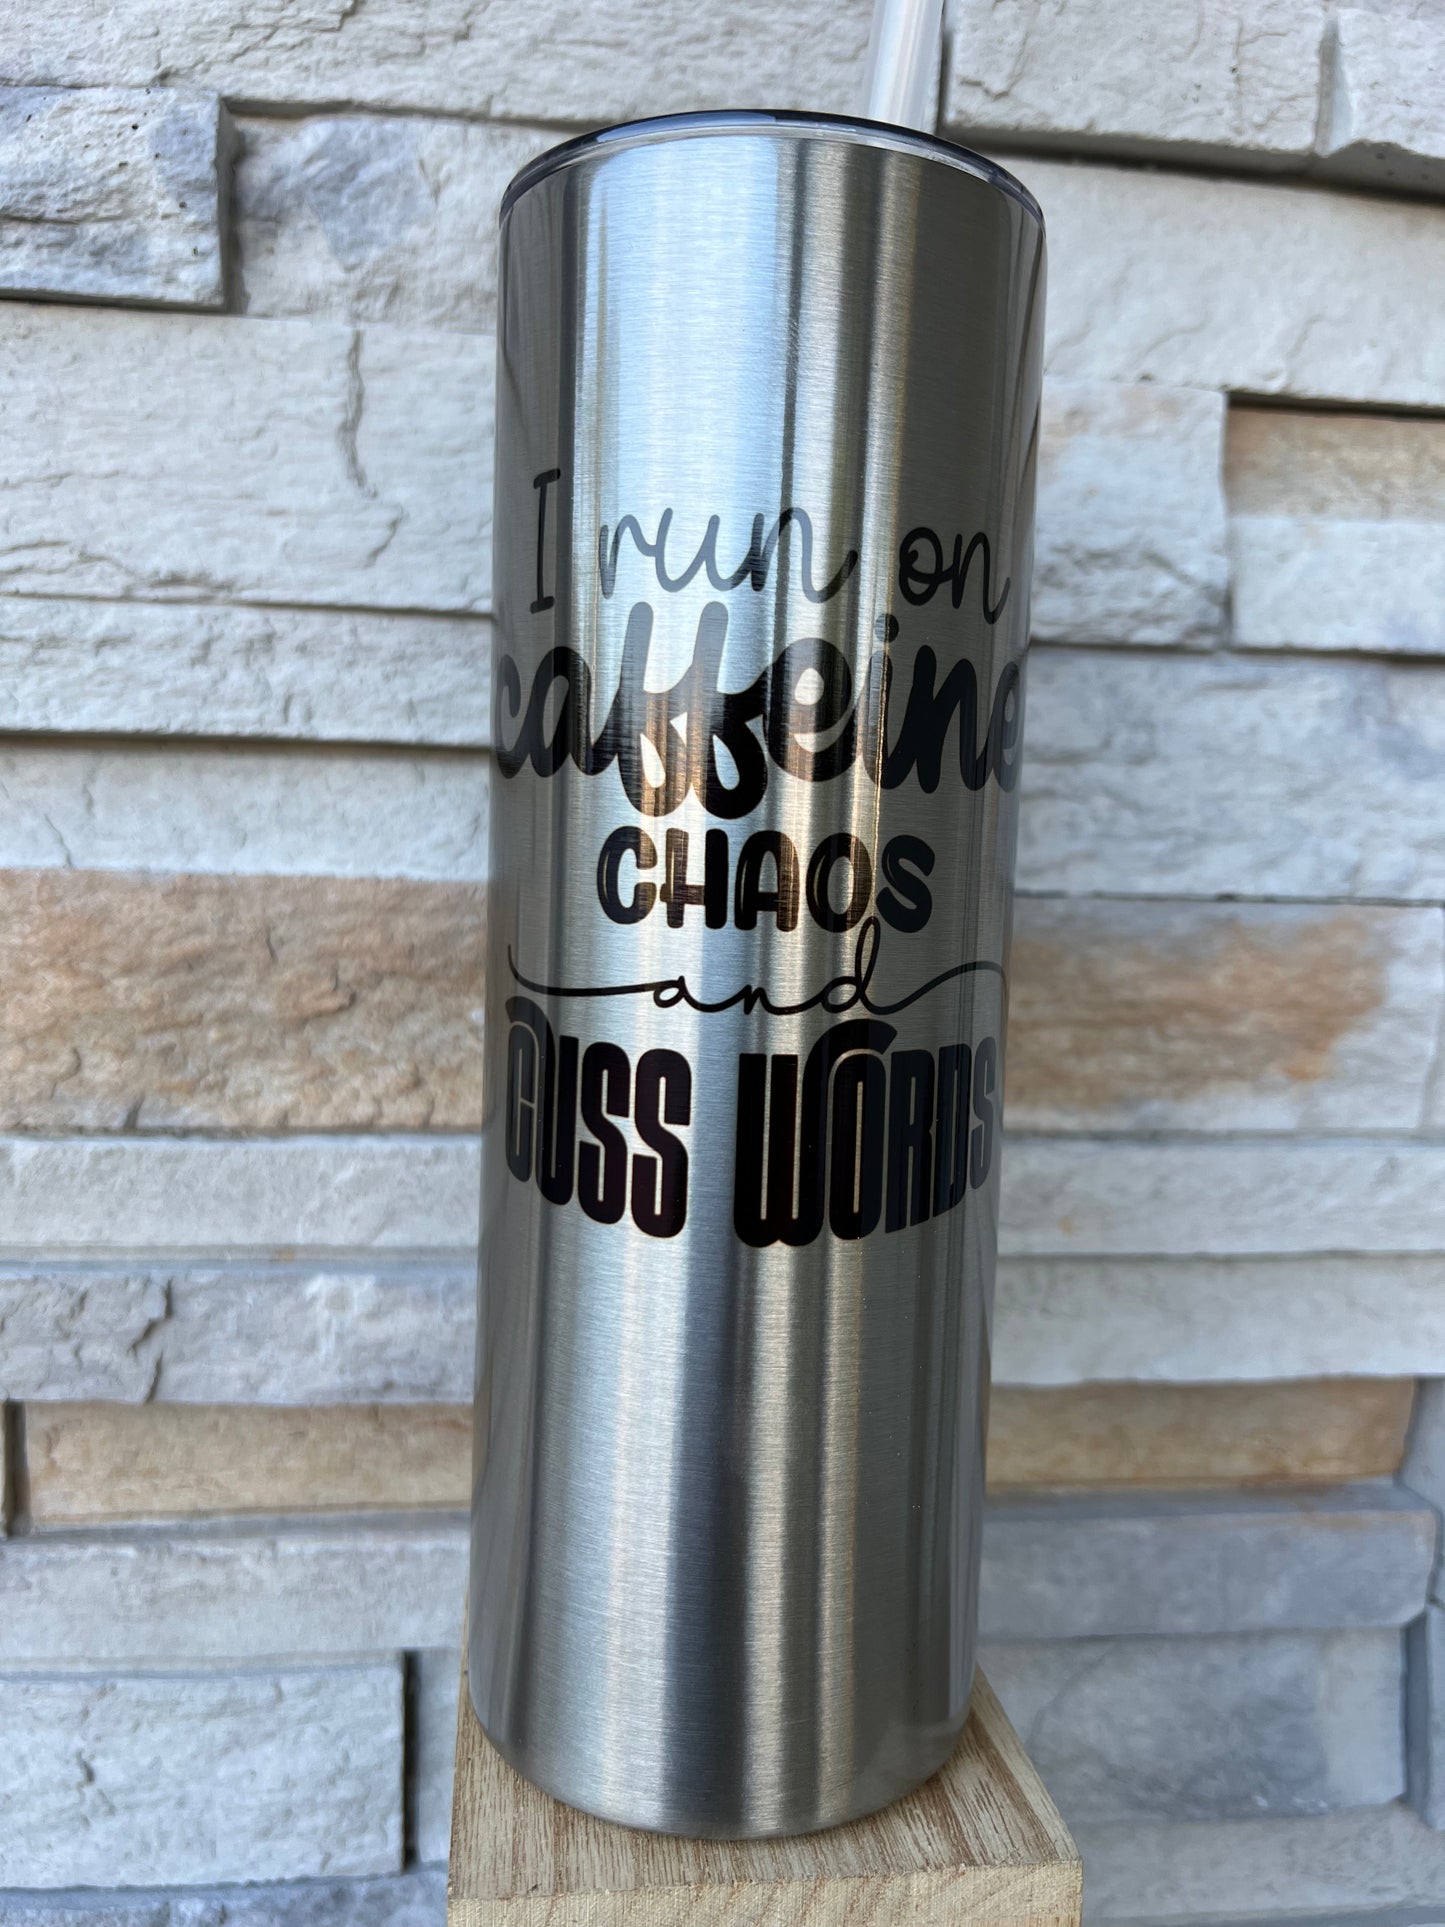 I run on
caffeine
CHAOS
and
CUSS WORDS